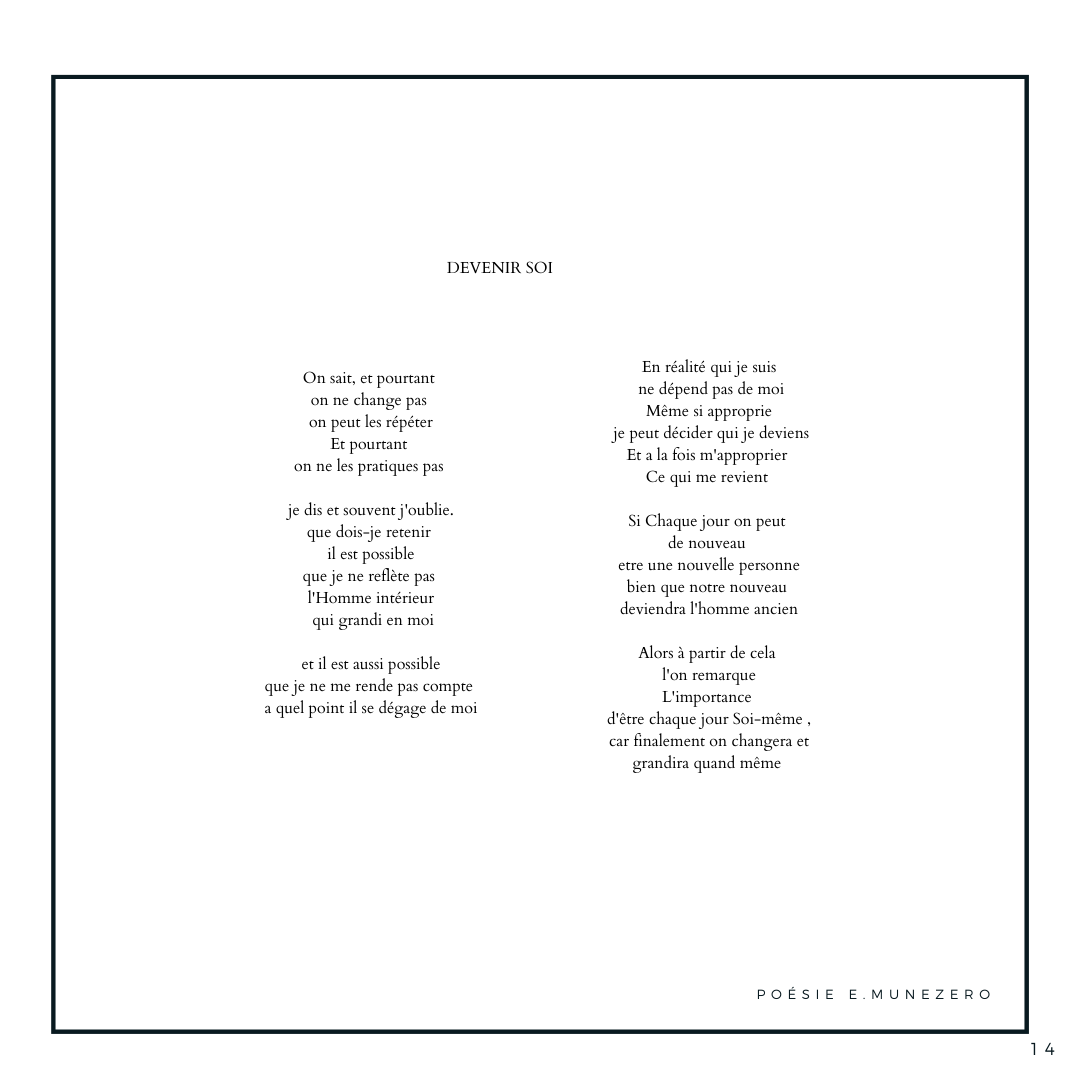 DEVENIR SOI
On sait, et pourtant
on ne change pas
on peut les répéter
Et pourtant
on ne les pratiques pas
je dis et souvent j'oublie.
que dois-je retenir
il est possible
que je ne reflète pas
l'Homme intérieur
qui grandi en moi
et il est aussi possible
que je ne me rende pas compte
a quel point il se dégage de moi
En réalité qui je suis
ne dépend pas de moi
Même si approprie
je peut décider qui je deviens
Et a la fois m'approprier
Ce qui me revient
Si Chaque jour on peut
de nouveau
etre une nouvelle personne
bien que notre nouveau
deviendra l'homme ancien
Alors à partir de cela
l'on remarque
L'importance
d'être chaque jour Soi-même ,
car finalement on changera et
grandira quand même
POÉSIE E.MUNEZERO
14